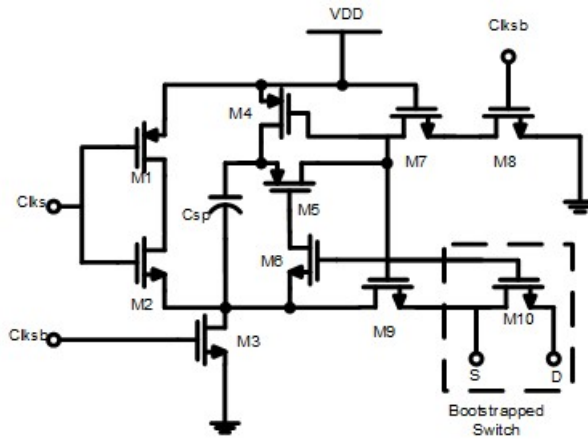 VDD
Clksb
M4
M7
M8
M1
Clks
Csp
M5
M6
M2
M9
M10
Clksb
M3
S
D
Bootstrapped
Switch